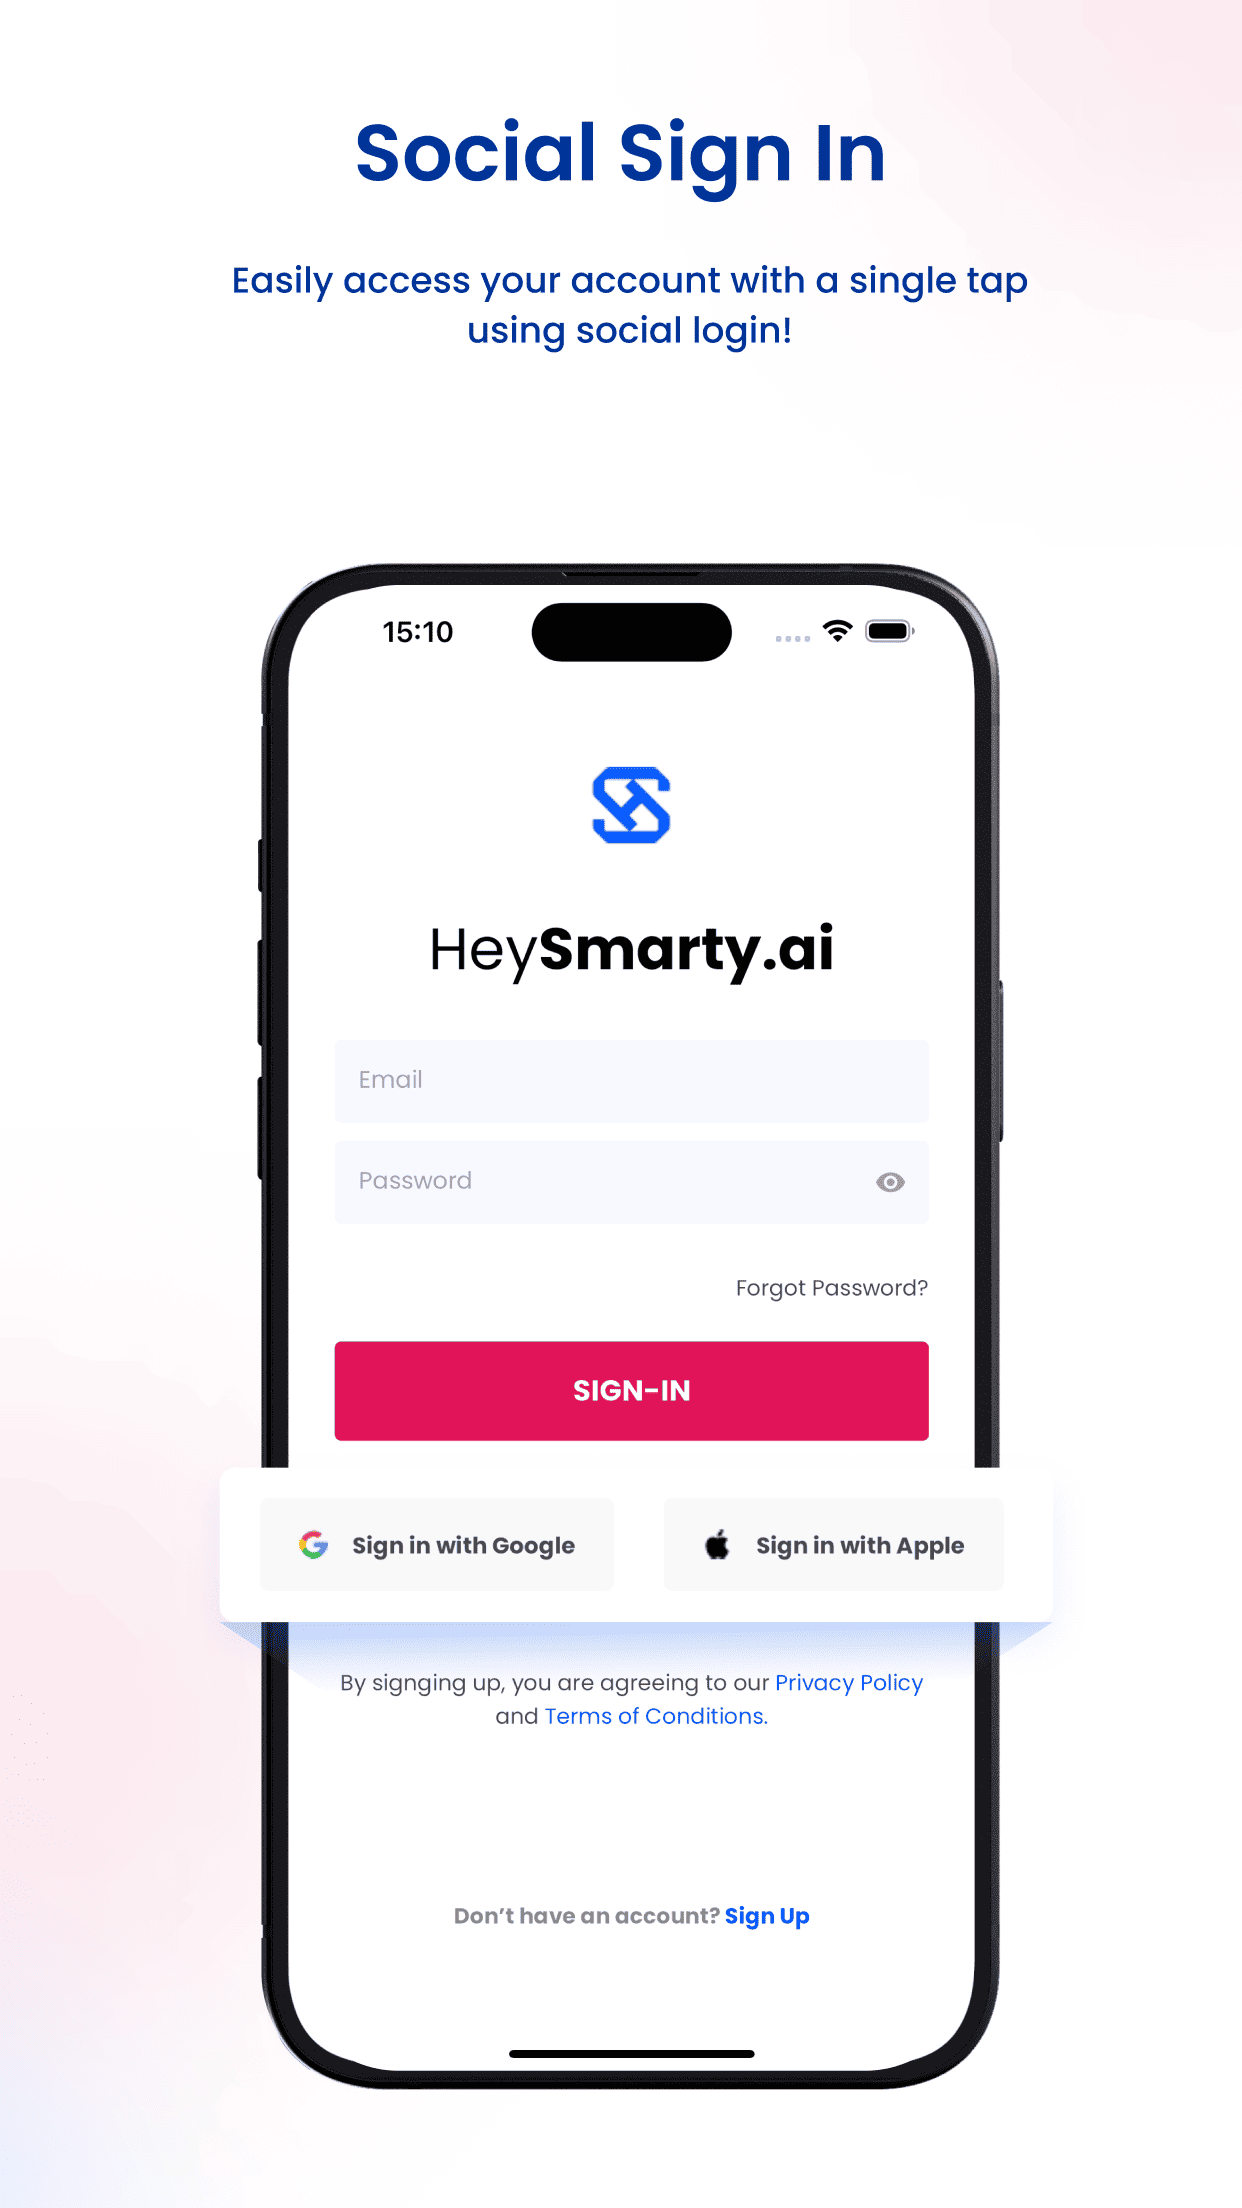 Social Sign In
Easily access your account with a single tap
using social login!
15:10
HeySmarty.ai
Email
Password
Forgot Password?
SIGN-IN
Sign in with Google
Sign in with Apple
By signging up, you are agreeing to our Privacy Policy
and Terms of Conditions.
Don’t have an account? Sign Up